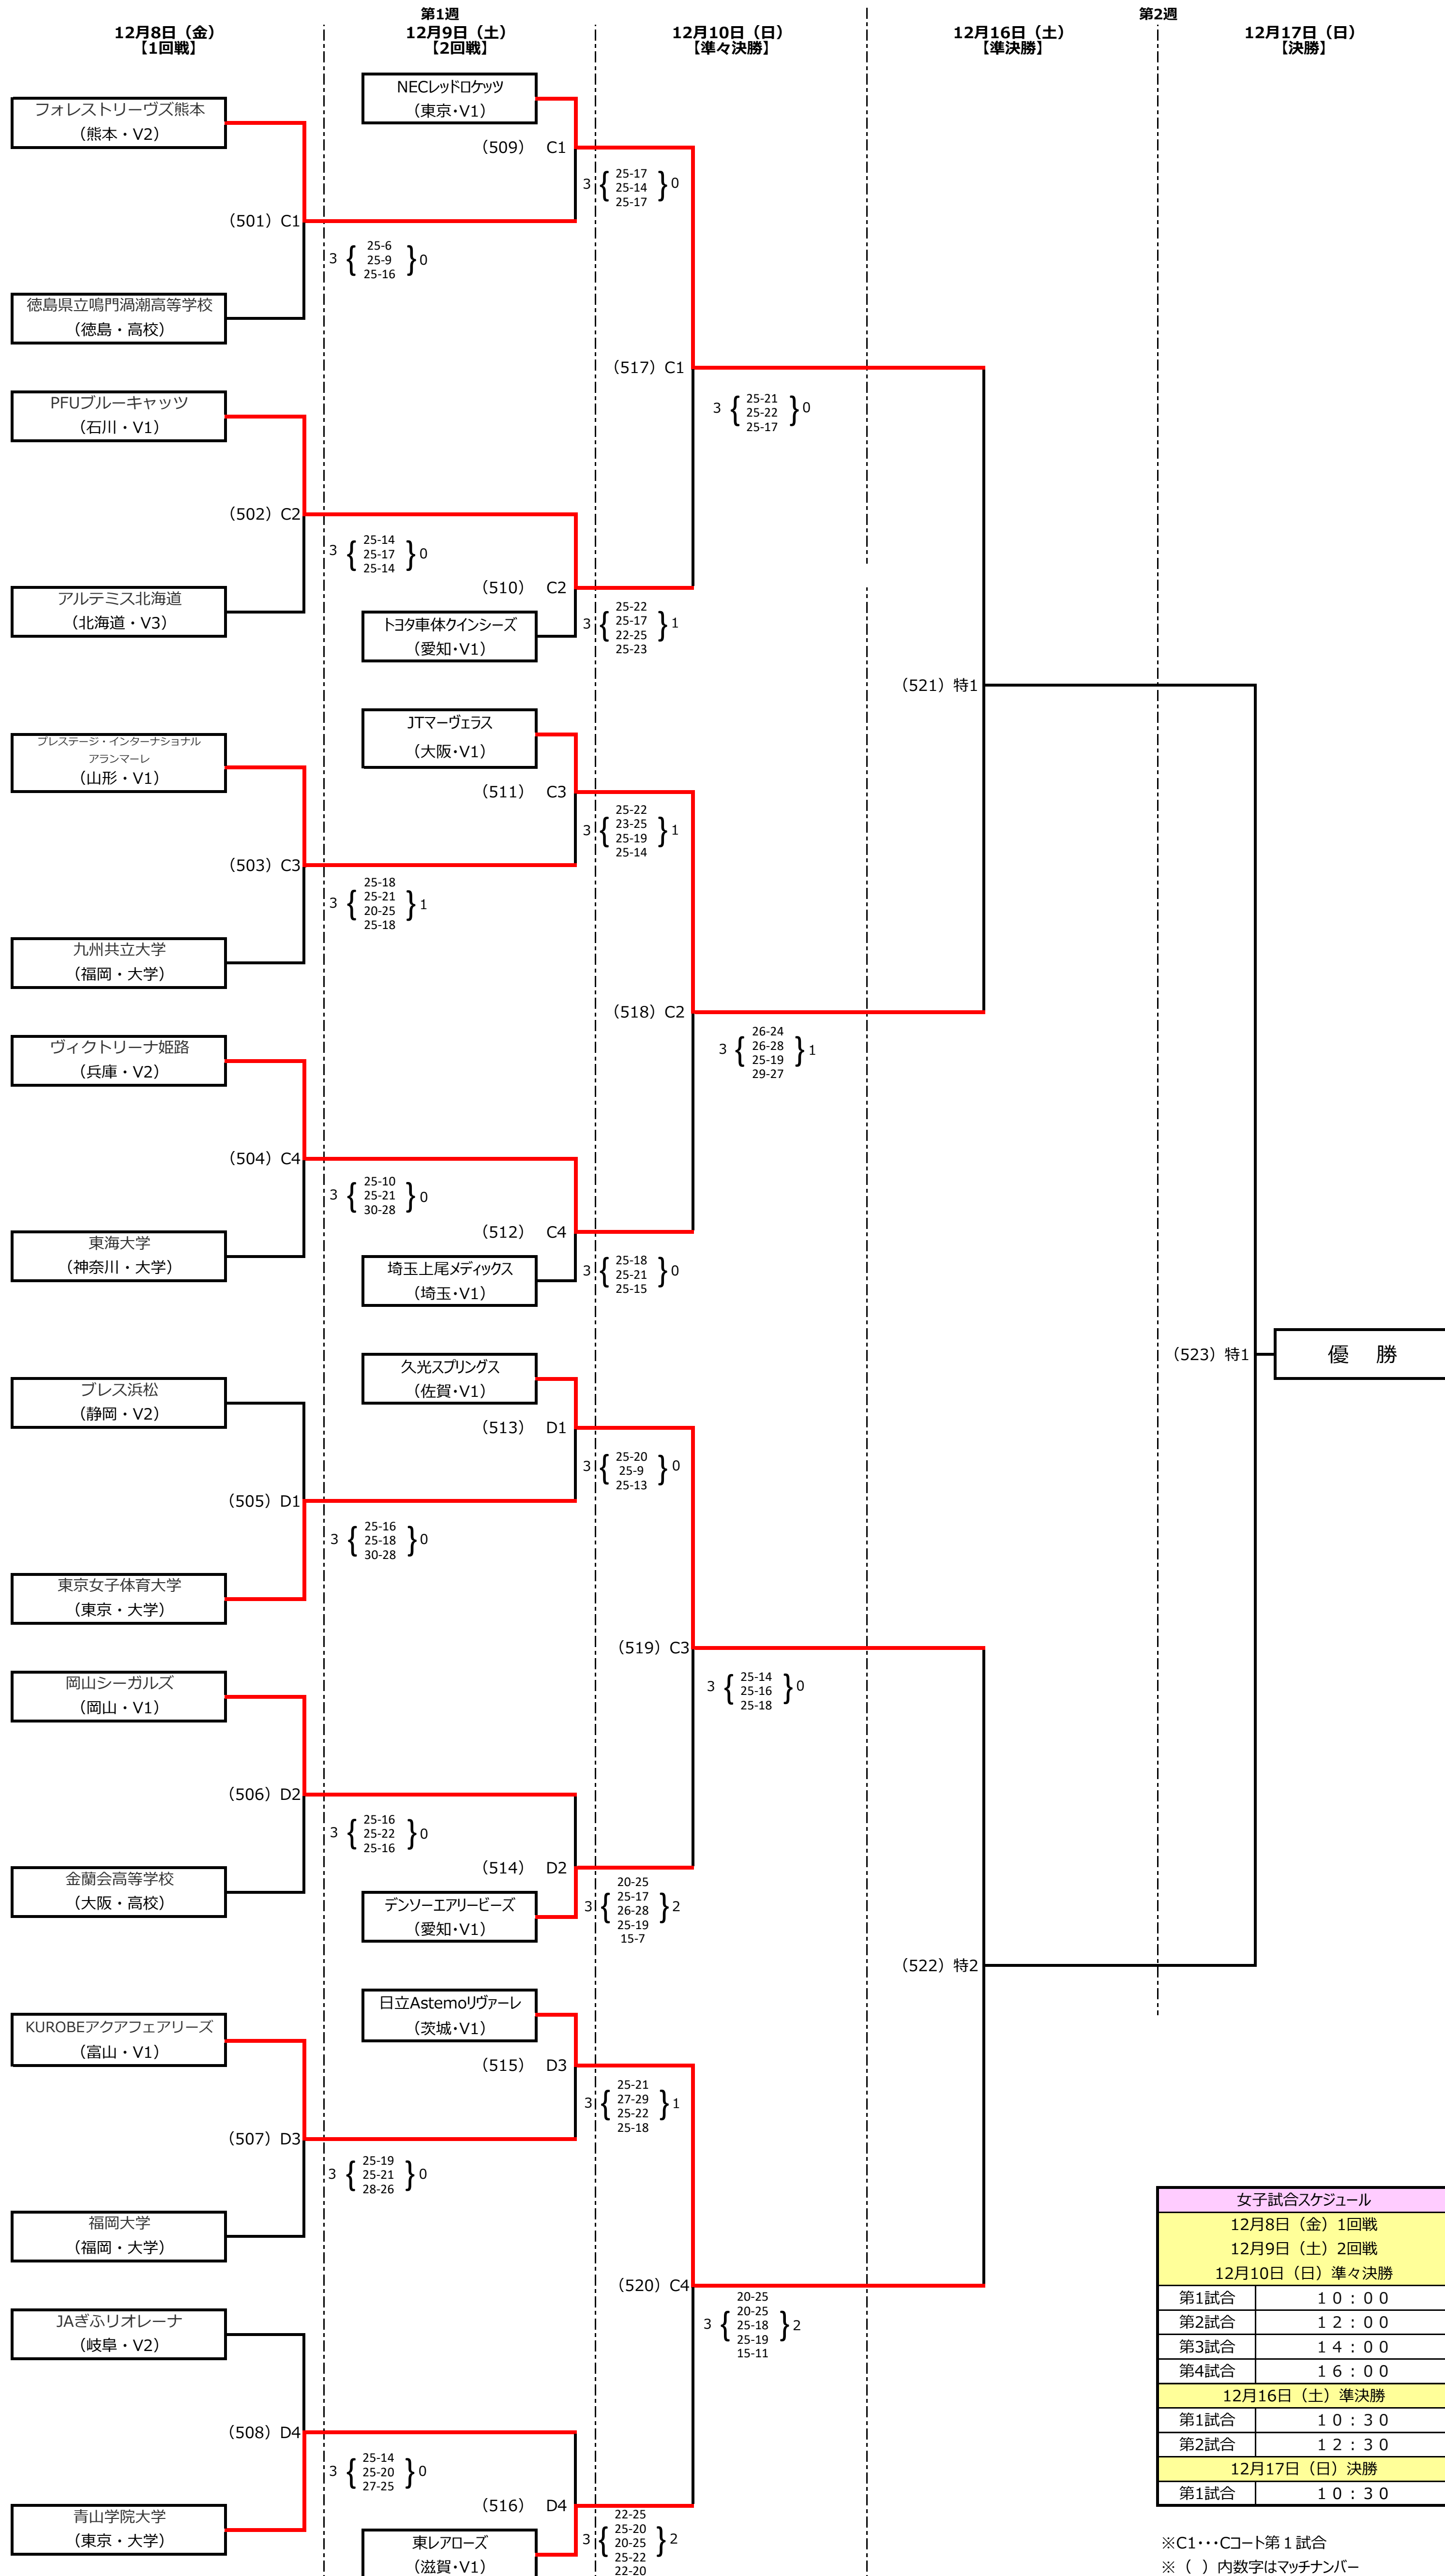 第1週
第2週
12月8日（金）
【1回戦】
12月9日（土）
【2回戦】
12月10日（日）
【準々決勝】
12月16日（土）
【準決勝】
12月17日（日）
【決勝】
フォレストリーヴズ熊本
（熊本・V2）
（501）C1
徳島県立鳴門渦潮高等学校
（徳島・高校）
3 { 25-6
25-9
25-16 } 0
PFUブルーキャッツ
（石川・V1）
（502）C2
アルテミス北海道
（北海道・V3）
3 { 25-14
25-17
25-14 } 0
プレステージ・インターナショナル
アランマーレ
（山形・V1）
（503）C3
九州共立大学
（福岡・大学）
3 { 25-18
25-21
20-25
25-18 } 1
ヴィクトリーナ姫路
（兵庫・V2）
（504）C4
東海大学
（神奈川・大学）
3 { 25-10
25-21
30-28 } 0
ブレス浜松
（静岡・V2）
（505）D1
東京女子体育大学
（東京・大学）
3 { 25-16
25-18
30-28 } 0
岡山シーガルズ
（岡山・V1）
（506）D2
金蘭会高等学校
（大阪・高校）
3 { 25-16
25-22
25-16 } 0
KUROBEアクアフェアリーズ
（富山・V1）
（507）D3
福岡大学
（福岡・大学）
3 { 25-19
25-21
28-26 } 0
JAぎふリオレーナ
（岐阜・V2）
（508）D4
青山学院大学
（東京・大学）
3 { 25-14
25-20
27-25 } 0
NECレッドロケッツ
（東京・V1）
（509） C1
3 { 25-17
25-14
25-17 } 0
（510） C2
トヨタ車体クインシーズ
（愛知・V1）
3 { 25-22
25-17
22-25
25-23 } 1
JTマーヴェラス
（大阪・V1）
（511） C3
3 { 25-22
23-25
25-19
25-14 } 1
（512） C4
埼玉上尾メディックス
（埼玉・V1）
3 { 25-18
25-21
25-15 } 0
久光スプリングス
（佐賀・V1）
（513） D1
3 { 25-20
25-9
25-13 } 0
（514） D2
デンソーエアリービーズ
（愛知・V1）
3 { 20-25
25-17
26-28
25-19
15-7 } 2
日立Astemoリヴァーレ
（茨城・V1）
（515） D3
3 { 25-21
27-29
25-22
25-18 } 1
（516） D4
東レアローズ
（滋賀・V1）
3 { 22-25
25-20
20-25
25-22
22-20 } 2
（517）C1
3 { 25-21
25-22
25-17 } 0
（518）C2
3 { 26-24
26-28
25-19
29-27 } 1
（519）C3
3 { 25-14
25-16
25-18 } 0
（520）C4
3 { 20-25
20-25
25-18
25-19
15-11 } 2
（521）特1
（522）特2
（523）特1
優　勝
女子試合スケジュール
12月8日（金）1回戦
12月9日（土）2回戦
12月10日（日）準々決勝
第1試合 １０：００
第2試合 １２：００
第3試合 １４：００
第4試合 １６：００
12月16日（土）準決勝
第1試合 １０：３０
第2試合 １２：３０
12月17日（日）決勝
第1試合 １０：３０
※C1・・・Cコート第１試合
※（ ）内数字はマッチナンバー